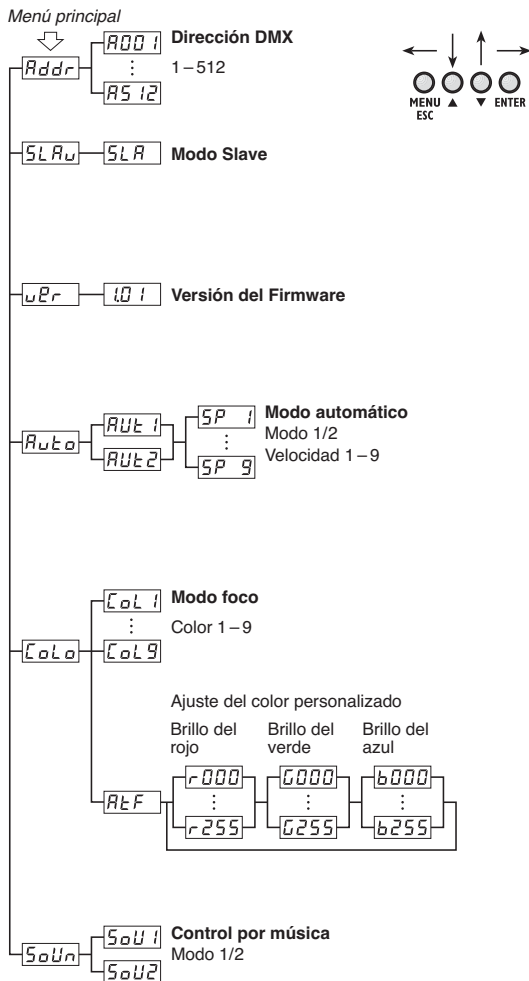 Menú principal
A001 Dirección DMX
Addr 1–512
A512
MENU ▲ ▼ ENTER
ESC
SLAv SLA Modo Slave
vEr 1.01 Versión del Firmware
SP 1 Modo automático
AUt1 Modo 1/2
Auto
AUt2 Velocidad 1–9
SP 9
CoL1 Modo foco
Color 1–9
CoLo CoL9
Ajuste del color personalizado
Brillo del rojo
Brillo del verde
Brillo del azul
r000 G000 b000
AtF
r255 G255 b255
SoU1 Control por música
SoUn Modo 1/2
SoU2